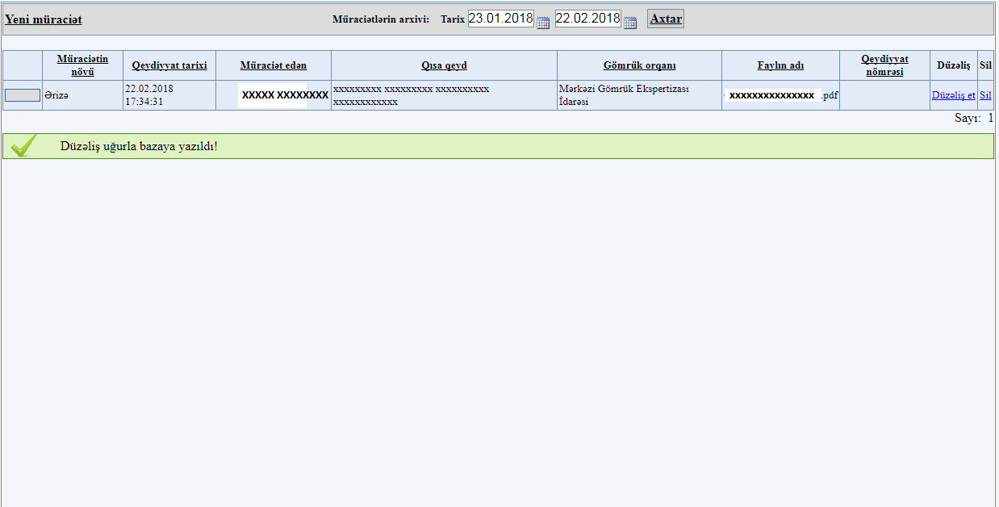 Yeni müraciət
Müraciətlərin arxivi: Tarix 23.01.2018 22.02.2018 Axtar
Müraciətin növü
Qeydiyyat tarixi
Müraciət edən
Qısa qeyd
Gömrük orqanı
Faylın adı
Qeydiyyat nömrəsi
Düzəliş
Sil
Ərizə
22.02.2018
17:34:31
XXXXX XXXXXXXX
xxxxxxxxx xxxxxxxxx xxxxxxxxxx
xxxxxxxxxxxx
Mərkəzi Gömrük Ekspertizası
İdarəsi
xxxxxxxxxxxxxxx .pdf
Düzəliş et
Sil
Sayı: 1
Düzəliş uğurla bazaya yazıldı!